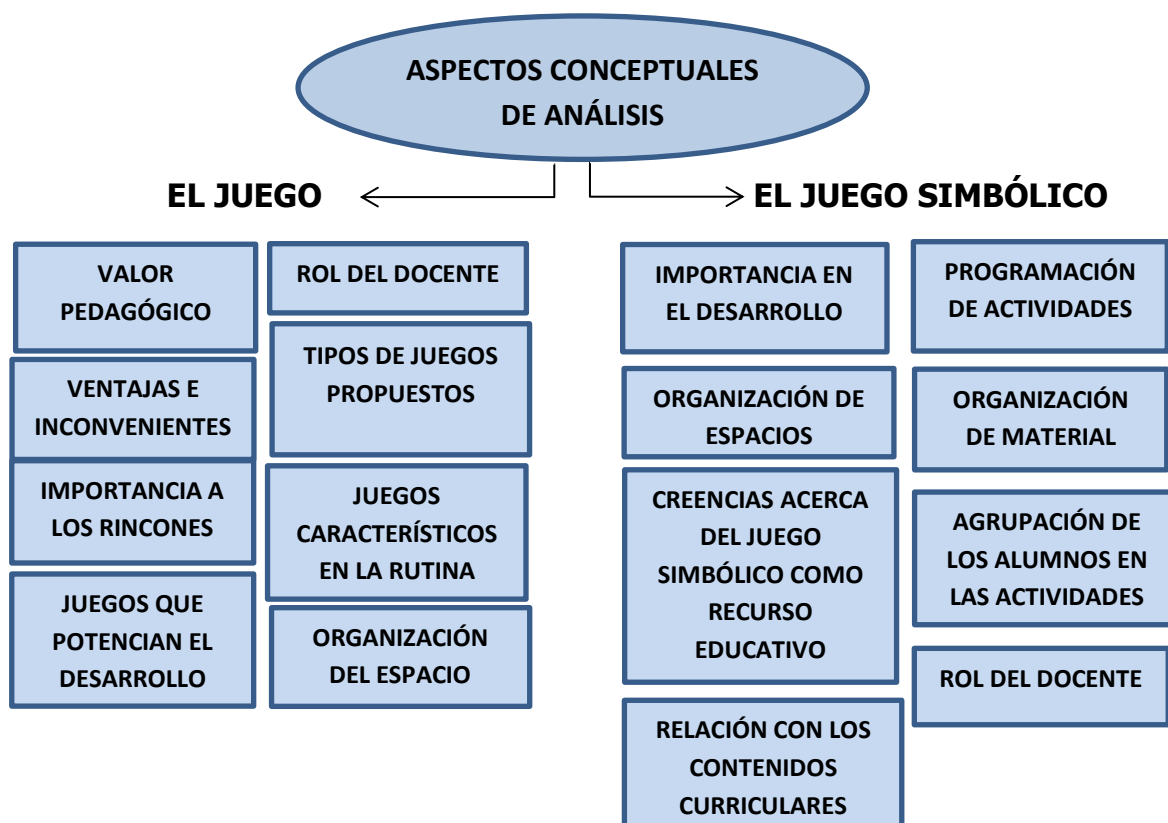 ASPECTOS CONCEPTUALES
DE ANÁLISIS
EL JUEGO
EL JUEGO SIMBÓLICO
VALOR
PEDAGÓGICO
VENTAJAS E
INCONVENIENTES
IMPORTANCIA A
LOS RINCONES
JUEGOS QUE
POTENCIAN EL
DESARROLLO
ROL DEL DOCENTE
TIPOS DE JUEGOS
PROPUESTOS
JUEGOS
CARACTERÍSTICOS
EN LA RUTINA
ORGANIZACIÓN
DEL ESPACIO
IMPORTANCIA EN
EL DESARROLLO
ORGANIZACIÓN DE
ESPACIOS
CREENCIAS ACERCA
DEL JUEGO
SIMBÓLICO COMO
RECURSO
EDUCATIVO
RELACIÓN CON LOS
CONTENIDOS
CURRICULARES
PROGRAMACIÓN
DE ACTIVIDADES
ORGANIZACIÓN
DE MATERIAL
AGRUPACIÓN DE
LOS ALUMNOS EN
LAS ACTIVIDADES
ROL DEL DOCENTE